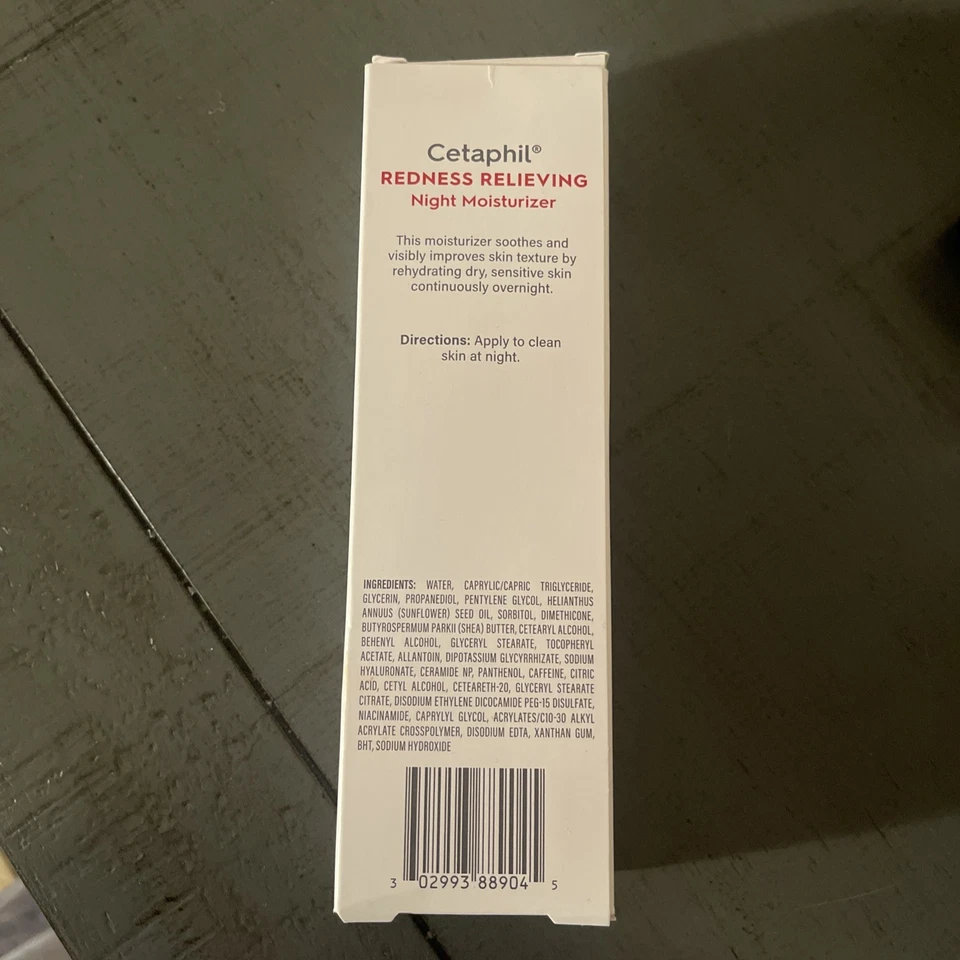 Cetaphil®
REDNESS RELIEVING
Night Moisturizer
This moisturizer soothes and
visibly improves skin texture by
rehydrating dry, sensitive skin
continuously overnight.
Directions: Apply to clean
skin at night.
INGREDIENTS: WATER, CAPRYLIC/CAPRIC TRIGLYCERIDE,
GLYCERIN, PROPANEDIOL, PENTYLENE GLYCOL, HELIANTHUS
ANNUUS (SUNFLOWER) SEED OIL, SORBITOL, DIMETHICONE,
BUTYROSPERMUM PARKII (SHEA) BUTTER, CETEARYL ALCOHOL,
BEHENYL ALCOHOL, GLYCERYL STEARATE, TOCOPHERYL
ACETATE, ALLANTOIN, DIPOTASSIUM GLYCYRRHIZATE, SODIUM
HYALURONATE, CERAMIDE NP, PANTHENOL, CAFFEINE, CITRIC
ACID, CETYL ALCOHOL, CETEARETH-20, GLYCERYL STEARATE
CITRATE, DISODIUM ETHYLENE DICOCAMIDE PEG-15 DISULFATE,
NIACINAMIDE, CAPRYLYL GLYCOL, ACRYLATES/C10-30 ALKYL
ACRYLATE CROSSPOLYMER, DISODIUM EDTA, XANTHAN GUM,
BHT, SODIUM HYDROXIDE
3 02993 88904 5